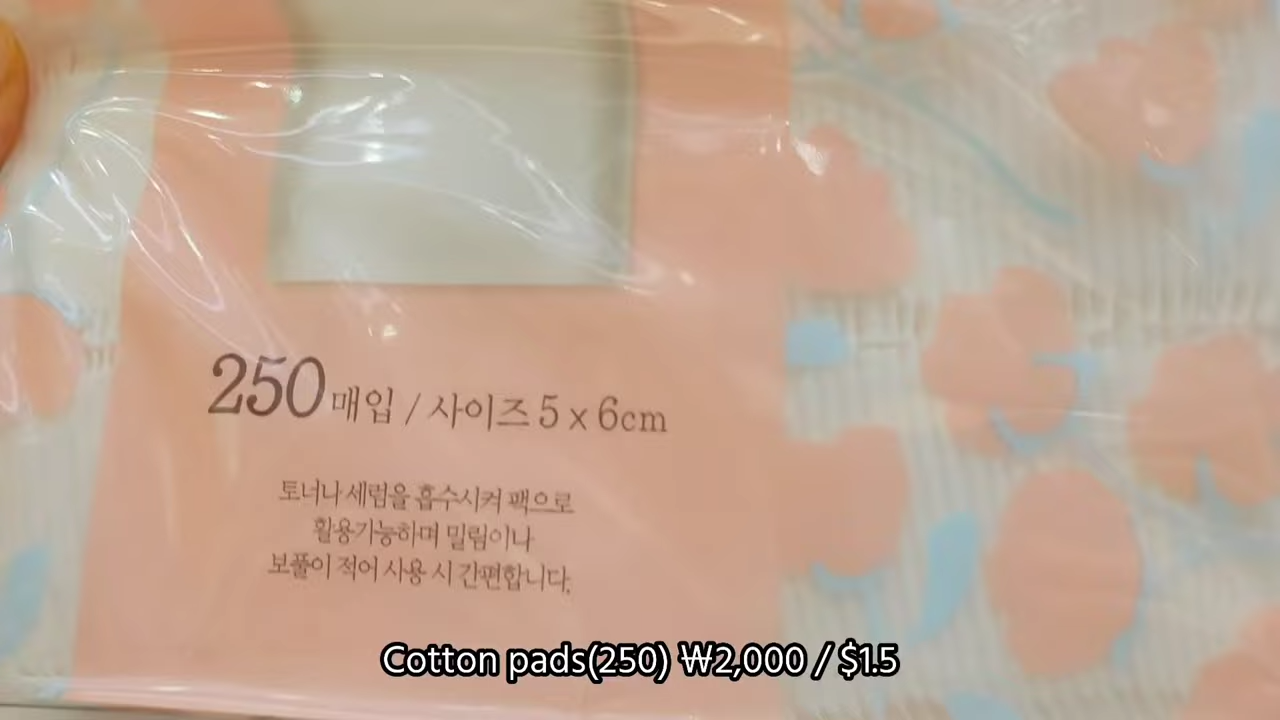 250매입 / 사이즈 5 x 6cm
토너나 세럼을 흡수시켜 팩으로
활용가능하며 밀림이나
보풀이 적어 사용 시 간편합니다.
Cotton pads(250) ₩2,000 / $1.5